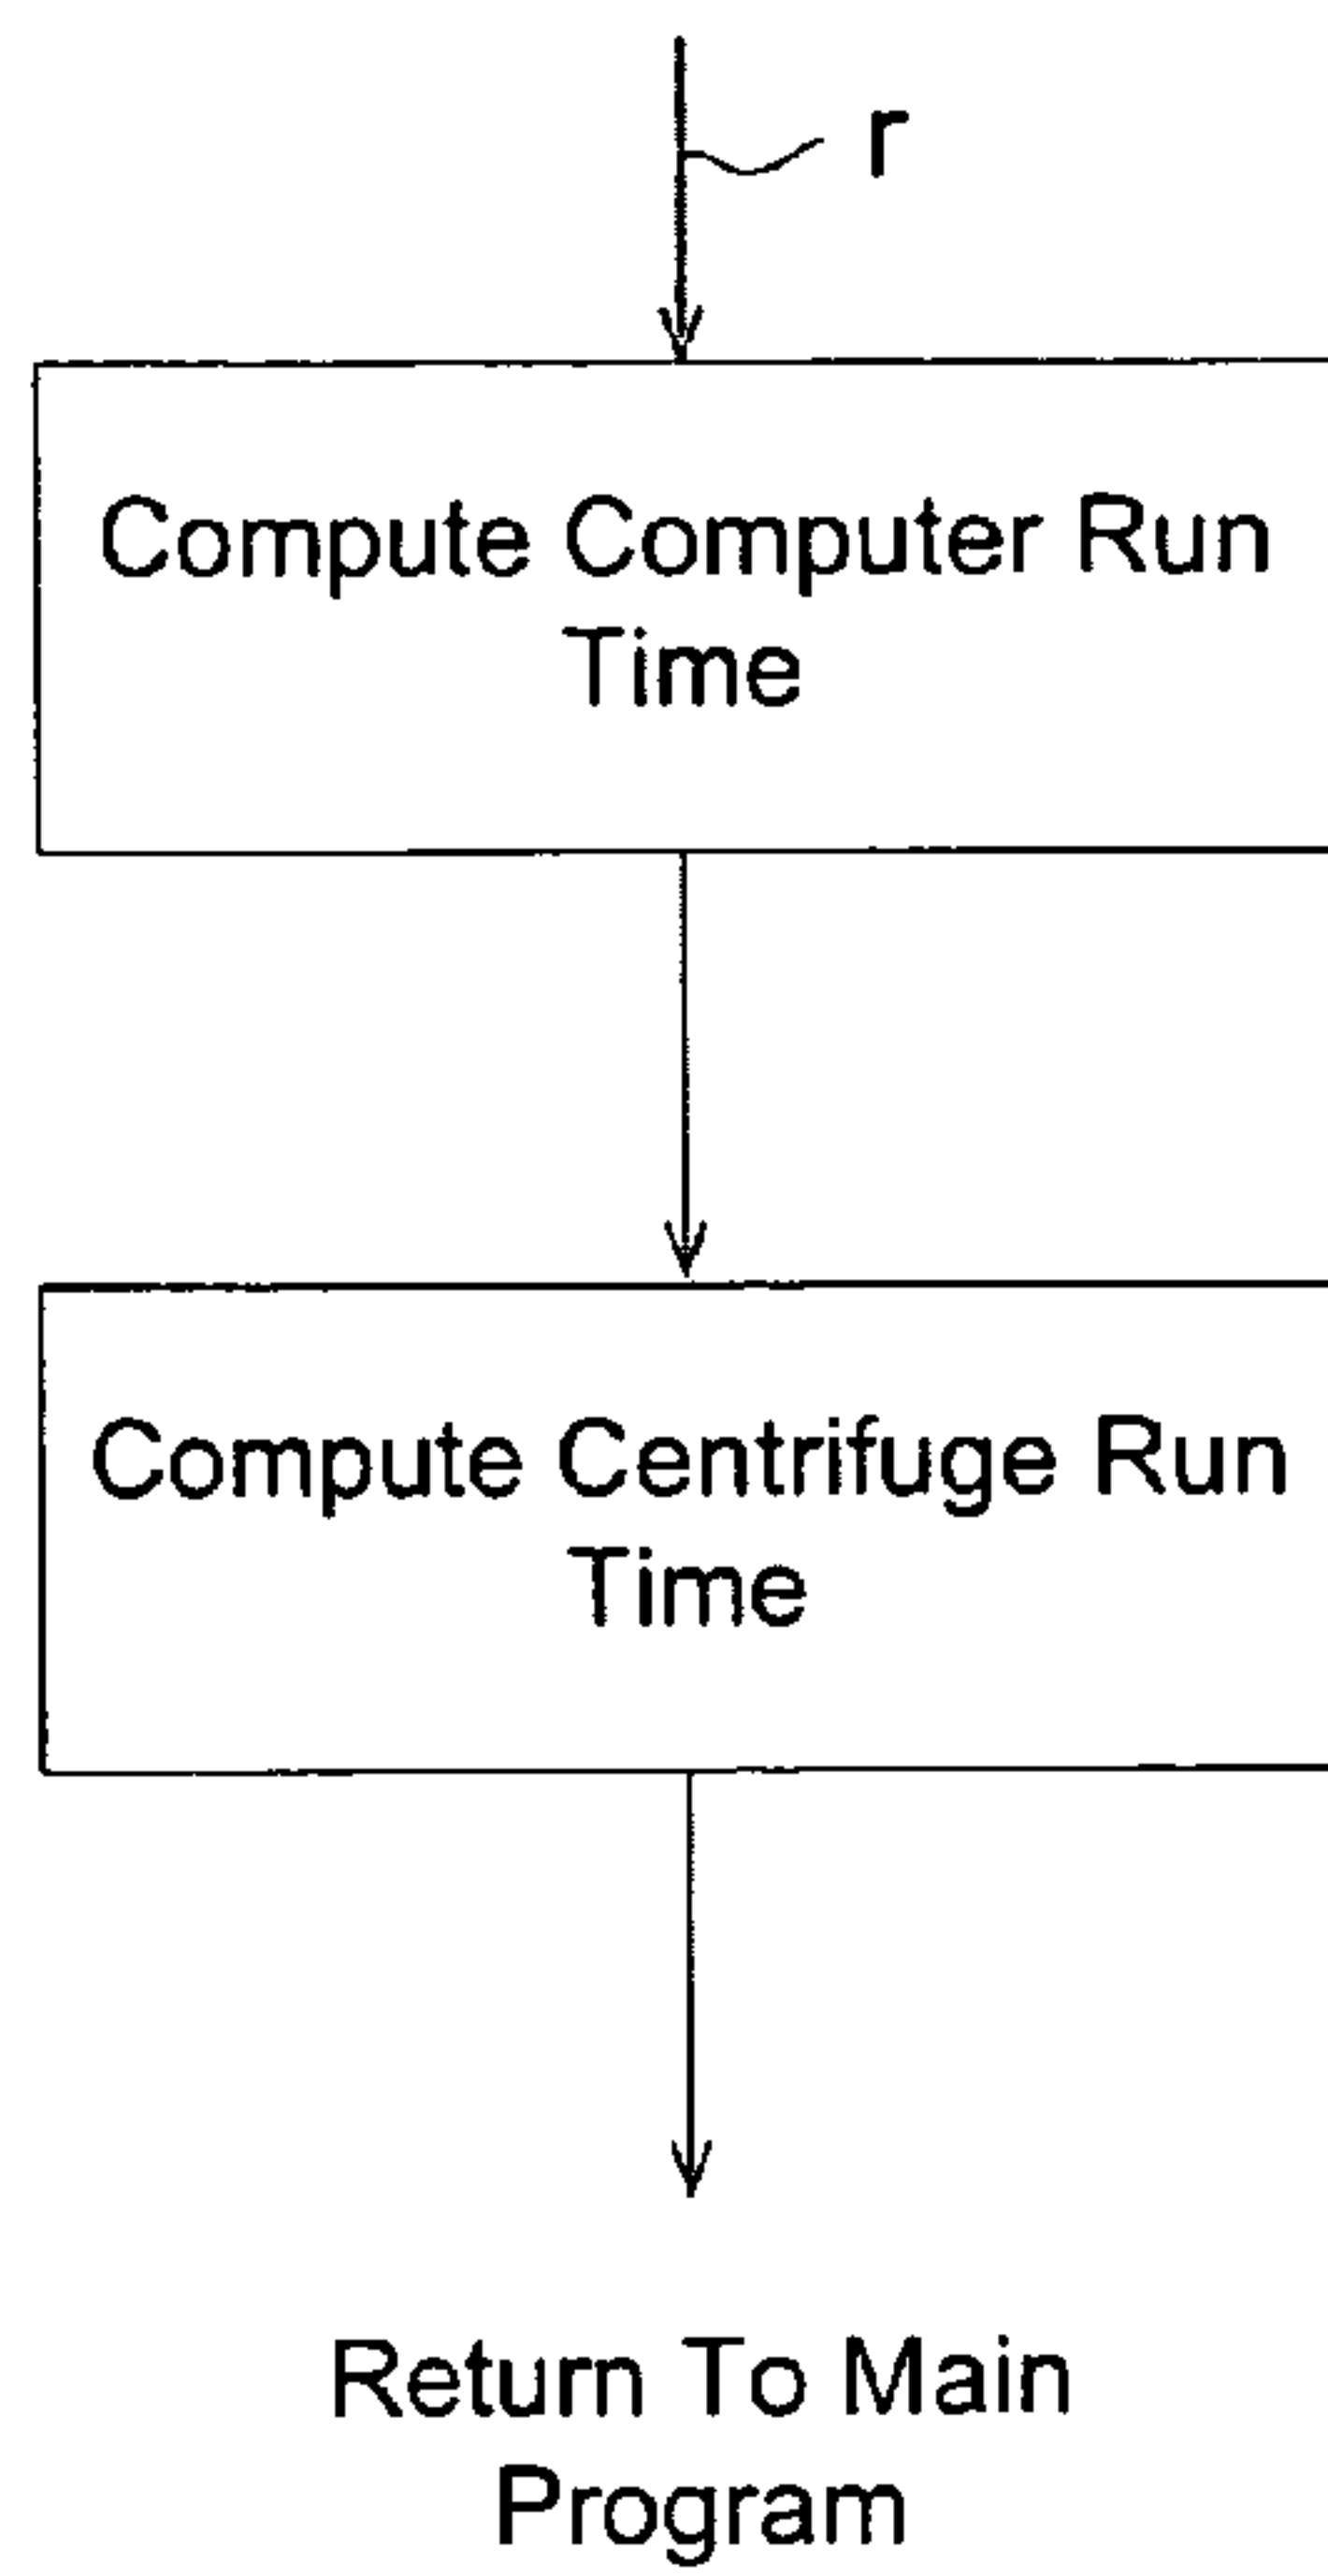 r
Compute Computer Run
Time
Compute Centrifuge Run
Time
Return To Main
Program